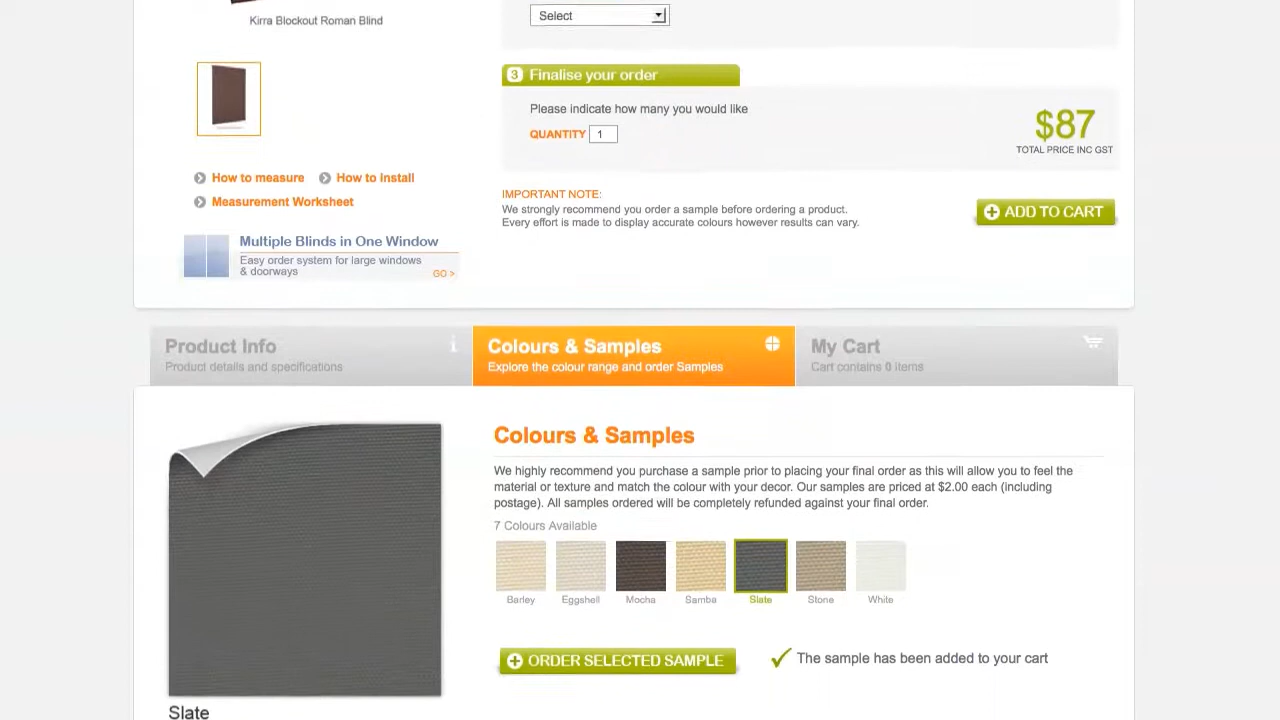 Kirra Blockout Roman Blind
Select
3 Finalise your order
Please indicate how many you would like
QUANTITY 1
$87
TOTAL PRICE INC GST
How to measure
How to install
Measurement Worksheet
IMPORTANT NOTE:
We strongly recommend you order a sample before ordering a product.
Every effort is made to display accurate colours however results can vary.
ADD TO CART
Multiple Blinds in One Window
Easy order system for large windows
& doorways
GO >
Product Info
Product details and specifications
Colours & Samples
Explore the colour range and order Samples
My Cart
Cart contains 0 items
Colours & Samples
We highly recommend you purchase a sample prior to placing your final order as this will allow you to feel the
material or texture and match the colour with your decor. Our samples are priced at $2.00 each (including
postage). All samples ordered will be completely refunded against your final order.
7 Colours Available
Barley
Eggshell
Mocha
Samba
Slate
Stone
White
ORDER SELECTED SAMPLE
The sample has been added to your cart
Slate